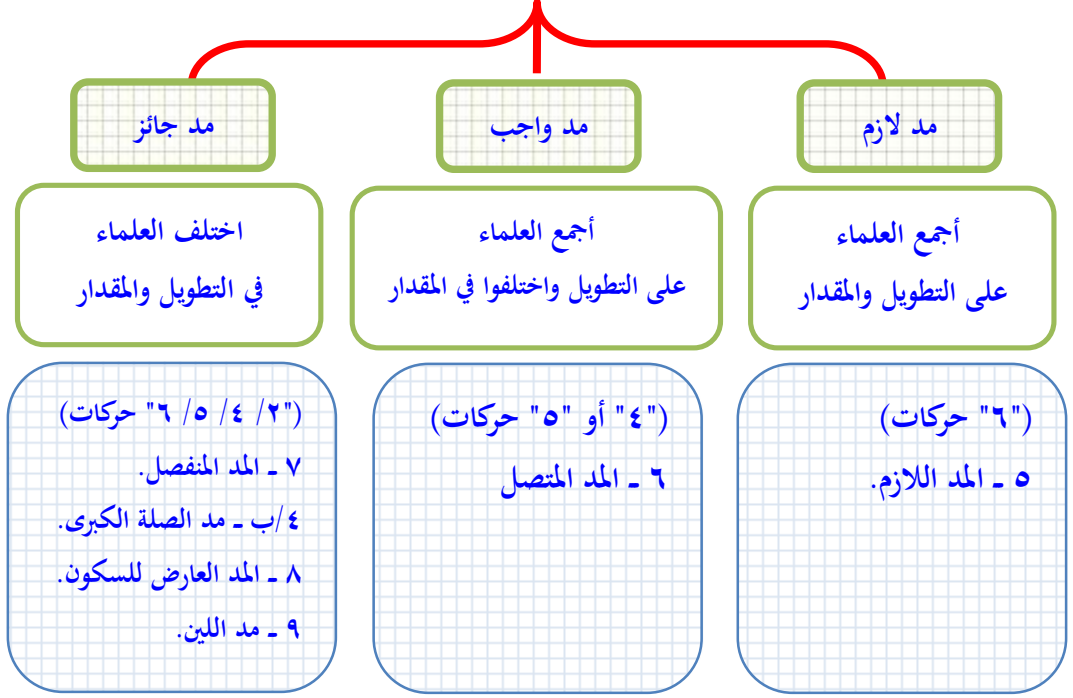 مد لازم
مد واجب
مد جائز
أجمع العلماء
على التطويل والمقدار
أجمع العلماء
على التطويل واختلفوا في المقدار
اختلف العلماء
في التطويل والمقدار
("٦" حركات)
٥ ـ المد اللازم.
("٤" أو "٥" حركات)
٦ ـ المد المتصل
("٢/ ٤/ ٥/ ٦" حركات)
٧ ـ المد المنفصل.
٤/ب ـ مد الصلة الكبرى.
٨ ـ المد العارض للسكون.
٩ ـ مد اللين.